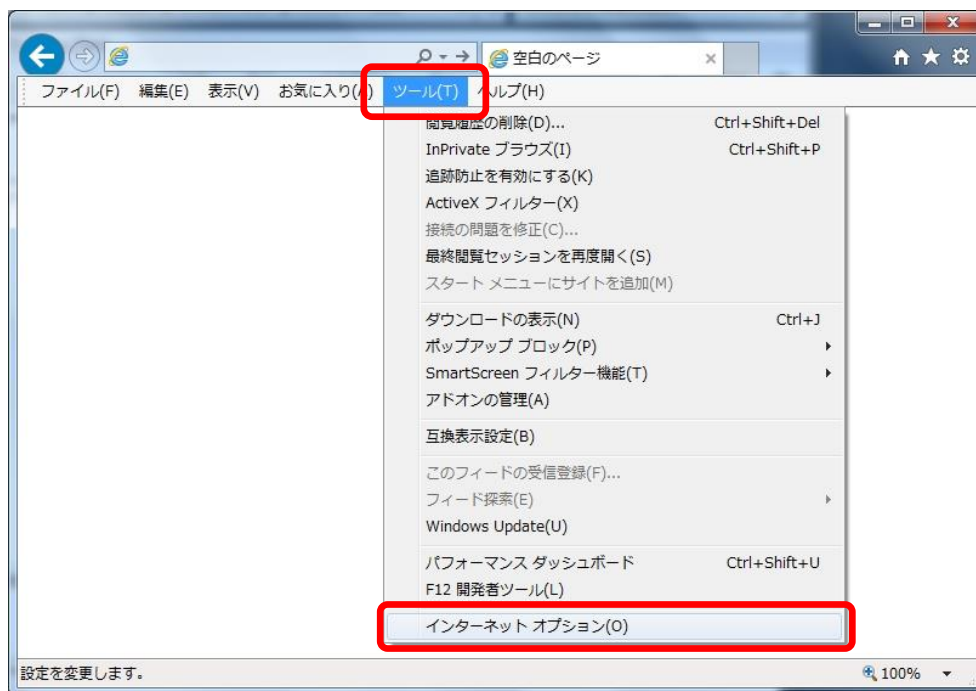 空白のページ
ファイル(F) 編集(E) 表示(V) お気に入り(A) ツール(T) ヘルプ(H)
閲覧履歴の削除(D)... Ctrl+Shift+Del
InPrivate ブラウズ(I) Ctrl+Shift+P
追跡防止を有効にする(K)
ActiveX フィルター(X)
接続の問題を修正(C)...
最終閲覧セッションを再度開く(S)
スタート メニューにサイトを追加(M)
ダウンロードの表示(N) Ctrl+J
ポップアップ ブロック(P)
SmartScreen フィルター機能(T)
アドオンの管理(A)
互換表示設定(B)
このフィードの受信登録(F)...
フィード探索(E)
Windows Update(U)
パフォーマンス ダッシュボード Ctrl+Shift+U
F12 開発者ツール(L)
インターネット オプション(O)
設定を変更します。 100%